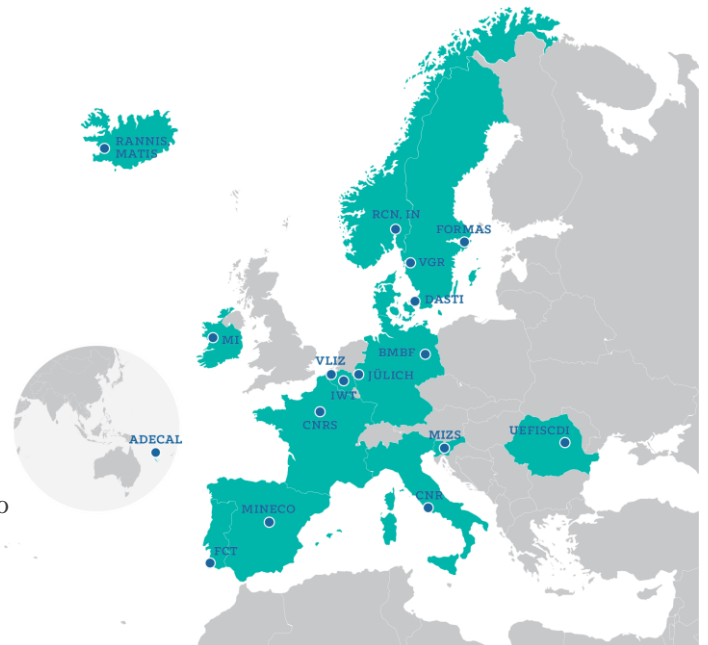 RANNIS,
MATIS
RCN, IN
FORMAS
VGR
DASTI
MI
BMBF
VLIZ
JÜLICH
IWT
CNRS
ADECAL
MIZS
UEFISCDI
CNR
MINECO
FCT